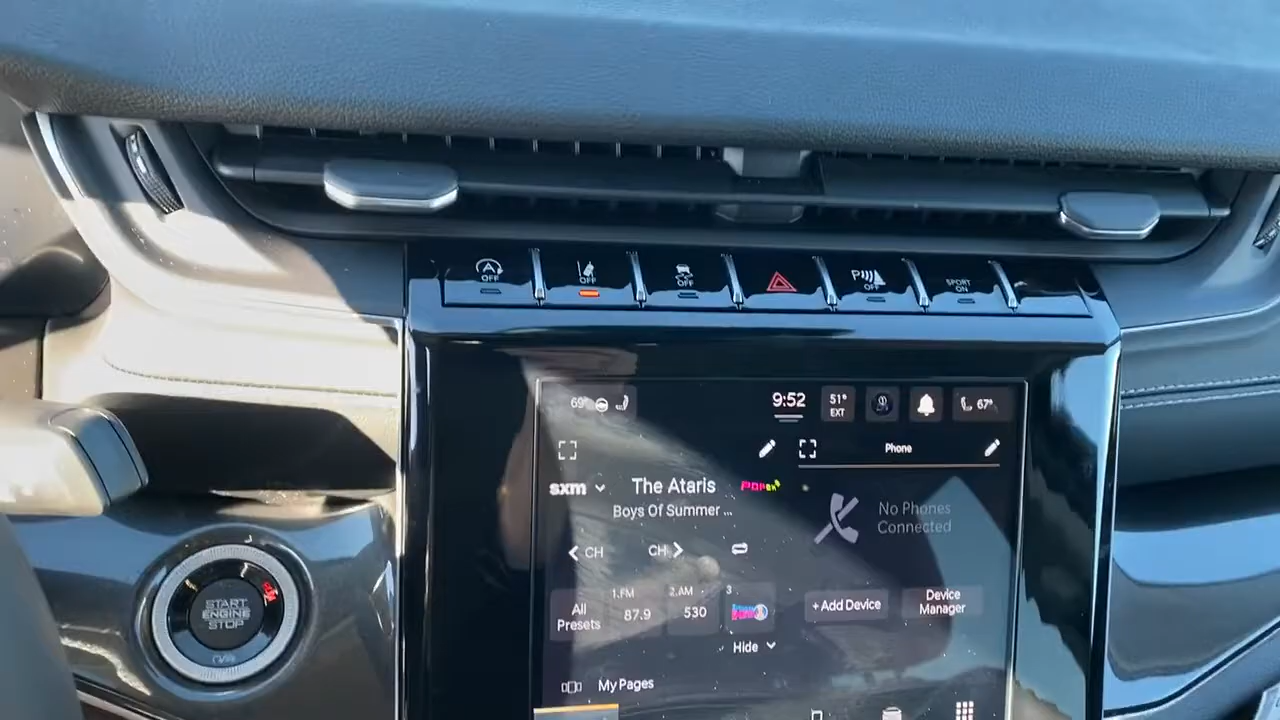 A
OFF
OFF
OFF
P
OFF
SPORT
ON
69°
9:52
51°
EXT
67°
Phone
sxm
The Ataris
Boys Of Summer ...
No Phones
Connected
CH
CH
All
Presets
1.FM
87.9
2.AM
530
3
+ Add Device
Device
Manager
Hide
My Pages
START
ENGINE
STOP